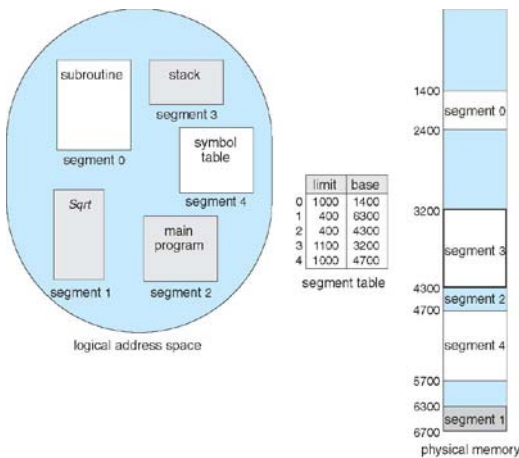 subroutine
segment 0
stack
segment 3
symbol
table
segment 4
Sqrt
segment 1
main
program
segment 2
logical address space
limit base
0 1000 1400
1 400 6300
2 400 4300
3 1100 3200
4 1000 4700
segment table
1400
segment 0
2400
3200
segment 3
4300
segment 2
4700
segment 4
5700
6300
segment 1
6700
physical memory